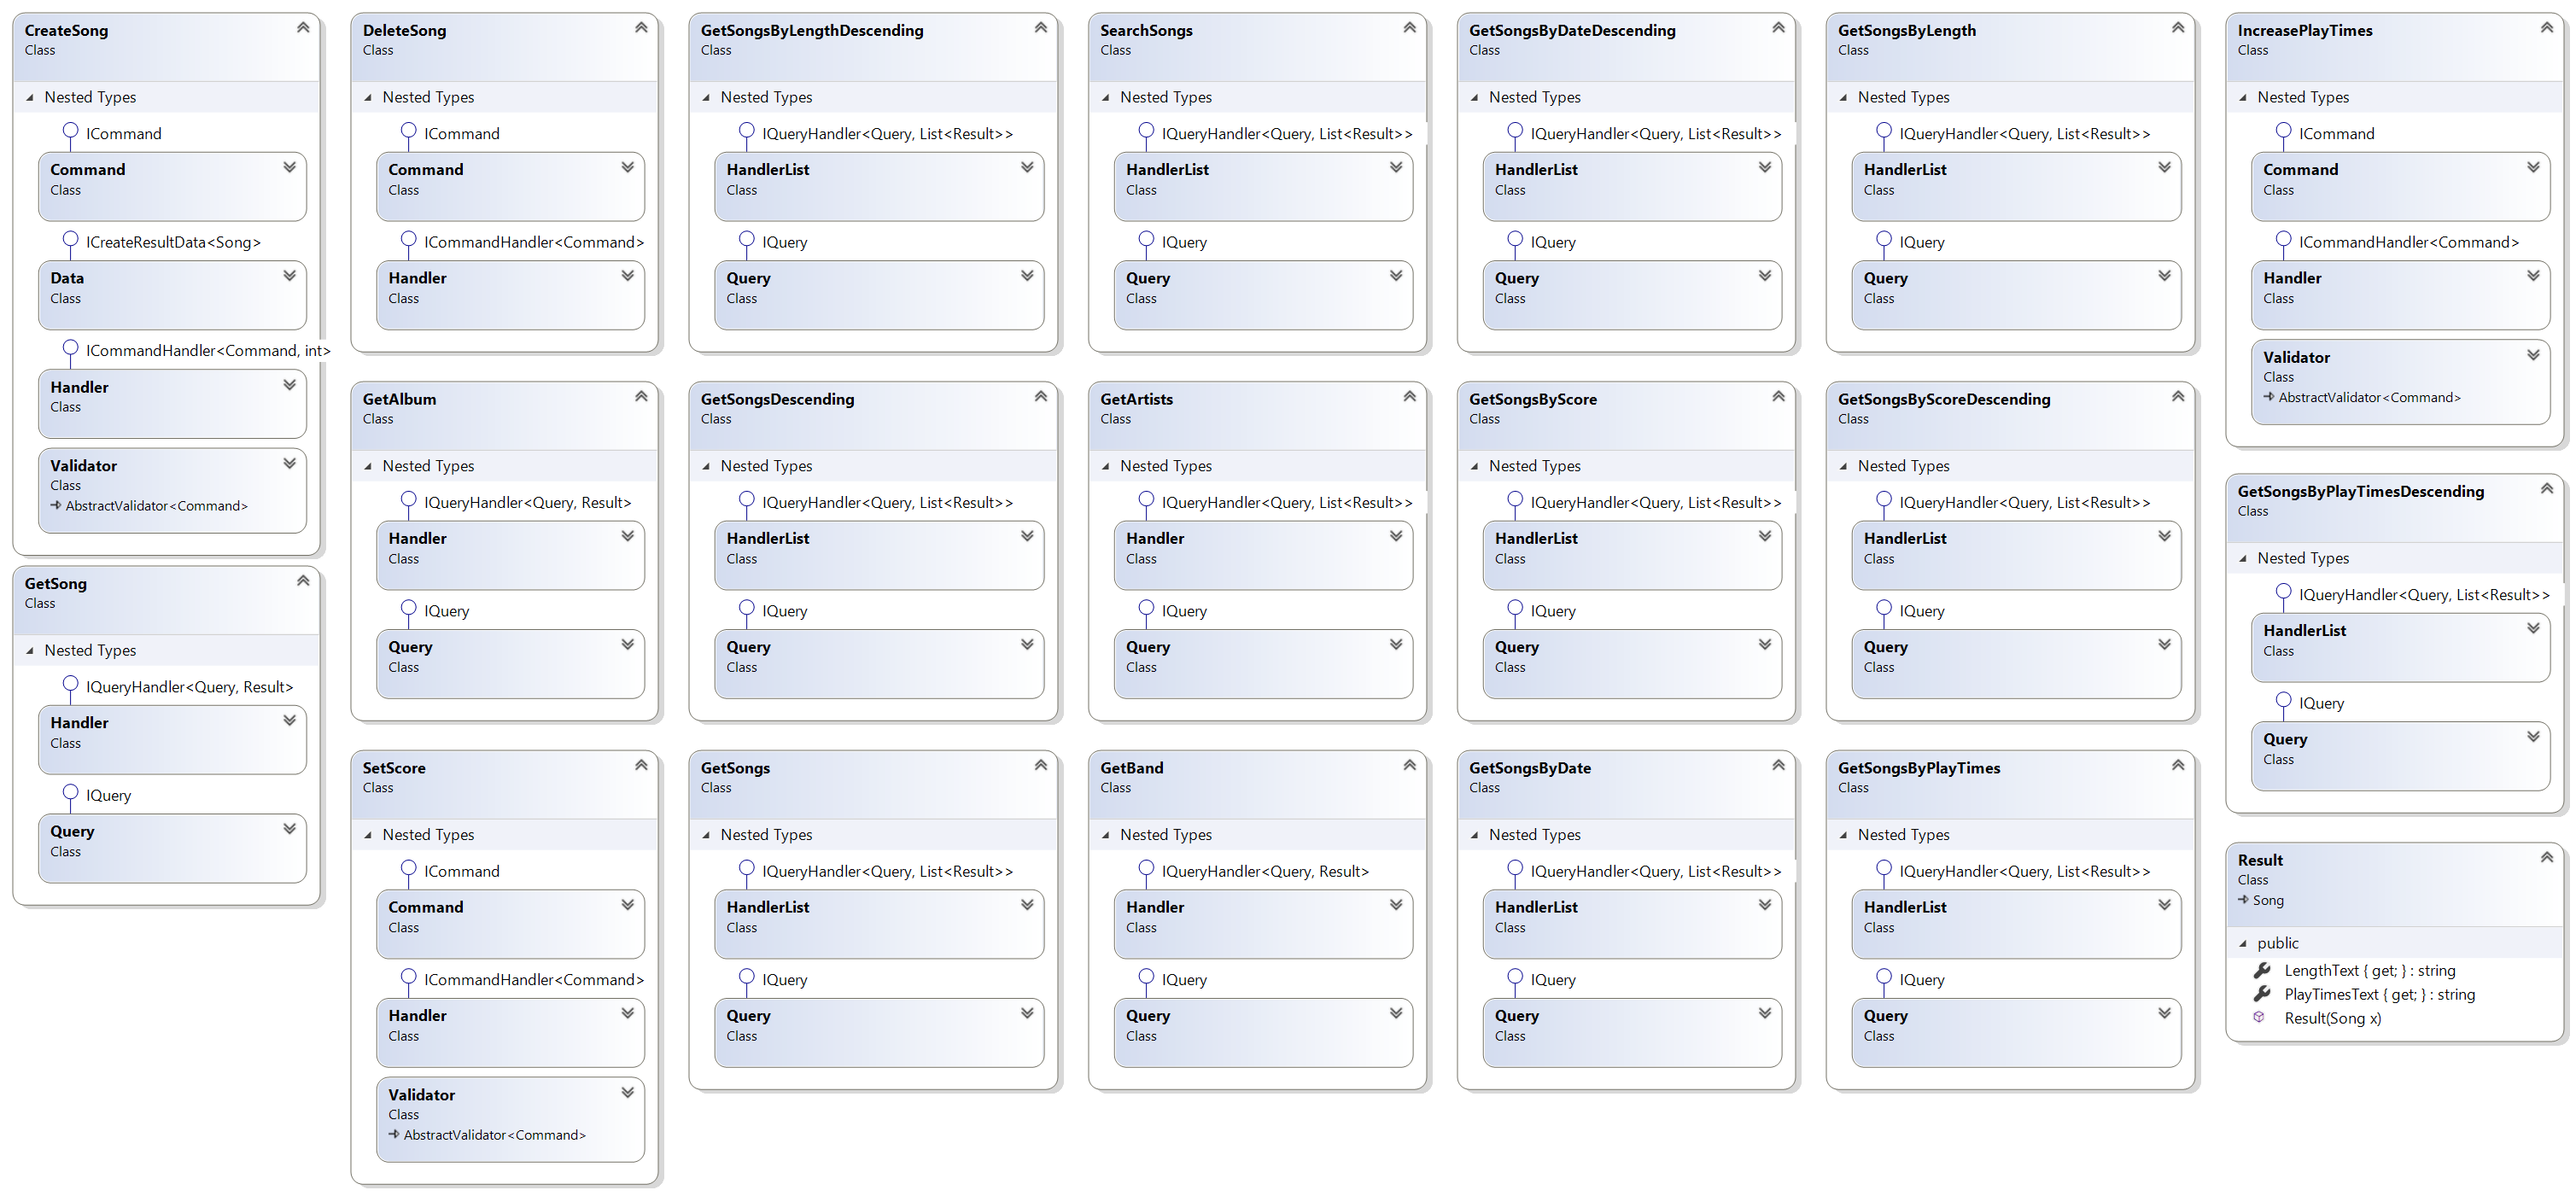 CreateSong
Class
Nested Types
ICommand
Command
Class
ICreateResultData<Song>
Data
Class
ICommandHandler<Command, int>
Handler
Class
Validator
Class
AbstractValidator<Command>
GetSong
Class
Nested Types
IQueryHandler<Query, Result>
Handler
Class
IQuery
Query
Class
DeleteSong
Class
Nested Types
ICommand
Command
Class
ICommandHandler<Command>
Handler
Class
GetAlbum
Class
Nested Types
IQueryHandler<Query, Result>
Handler
Class
IQuery
Query
Class
SetScore
Class
Nested Types
ICommand
Command
Class
ICommandHandler<Command>
Handler
Class
Validator
Class
AbstractValidator<Command>
GetSongsByLengthDescending
Class
Nested Types
IQueryHandler<Query, List<Result>>
HandlerList
Class
IQuery
Query
Class
GetSongsDescending
Class
Nested Types
IQueryHandler<Query, List<Result>>
HandlerList
Class
IQuery
Query
Class
GetSongs
Class
Nested Types
IQueryHandler<Query, List<Result>>
HandlerList
Class
IQuery
Query
Class
SearchSongs
Class
Nested Types
IQueryHandler<Query, List<Result>>
HandlerList
Class
IQuery
Query
Class
GetArtists
Class
Nested Types
IQueryHandler<Query, List<Result>>
Handler
Class
IQuery
Query
Class
GetBand
Class
Nested Types
IQueryHandler<Query, Result>
Handler
Class
IQuery
Query
Class
GetSongsByDateDescending
Class
Nested Types
IQueryHandler<Query, List<Result>>
HandlerList
Class
IQuery
Query
Class
GetSongsByScore
Class
Nested Types
IQueryHandler<Query, List<Result>>
HandlerList
Class
IQuery
Query
Class
GetSongsByDate
Class
Nested Types
IQueryHandler<Query, List<Result>>
HandlerList
Class
IQuery
Query
Class
GetSongsByLength
Class
Nested Types
IQueryHandler<Query, List<Result>>
HandlerList
Class
IQuery
Query
Class
GetSongsByScoreDescending
Class
Nested Types
IQueryHandler<Query, List<Result>>
HandlerList
Class
IQuery
Query
Class
GetSongsByPlayTimes
Class
Nested Types
IQueryHandler<Query, List<Result>>
HandlerList
Class
IQuery
Query
Class
IncreasePlayTimes
Class
Nested Types
ICommand
Command
Class
ICommandHandler<Command>
Handler
Class
Validator
Class
AbstractValidator<Command>
GetSongsByPlayTimesDescending
Class
Nested Types
IQueryHandler<Query, List<Result>>
HandlerList
Class
IQuery
Query
Class
Result
Class
Song
public
LengthText { get; } : string
PlayTimesText { get; } : string
Result(Song x)